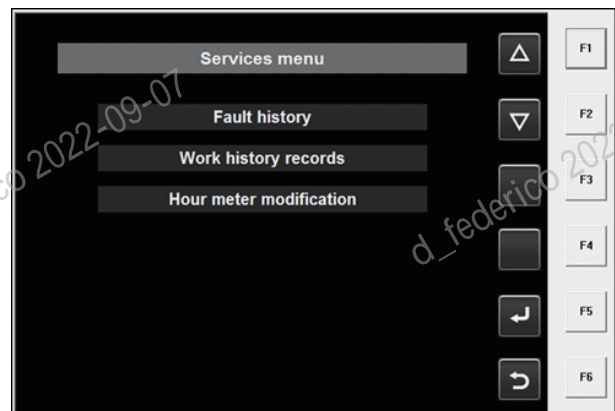 Services menu
F1
Fault history
F2
Work history records
F3
Hour meter modification
F4
F5
F6
d_federico 2022
2022-09-07